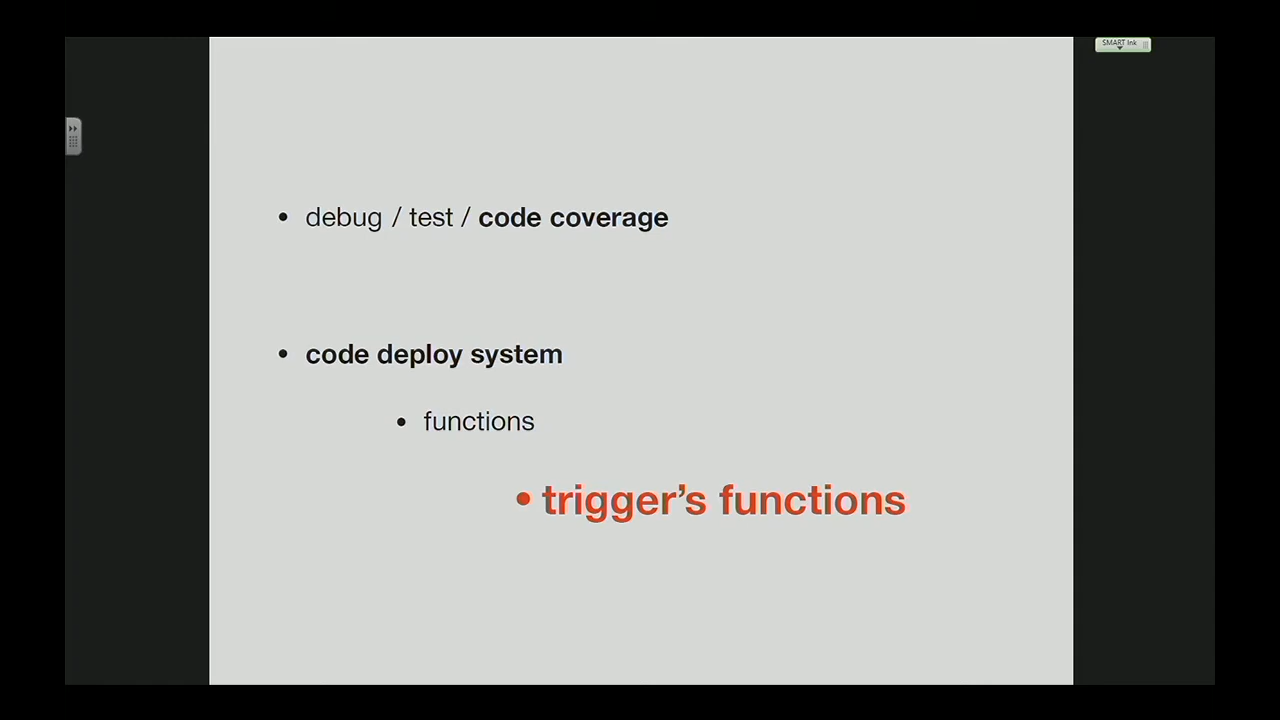 SMART Ink
• debug / test / code coverage
• code deploy system
• functions
• trigger’s functions